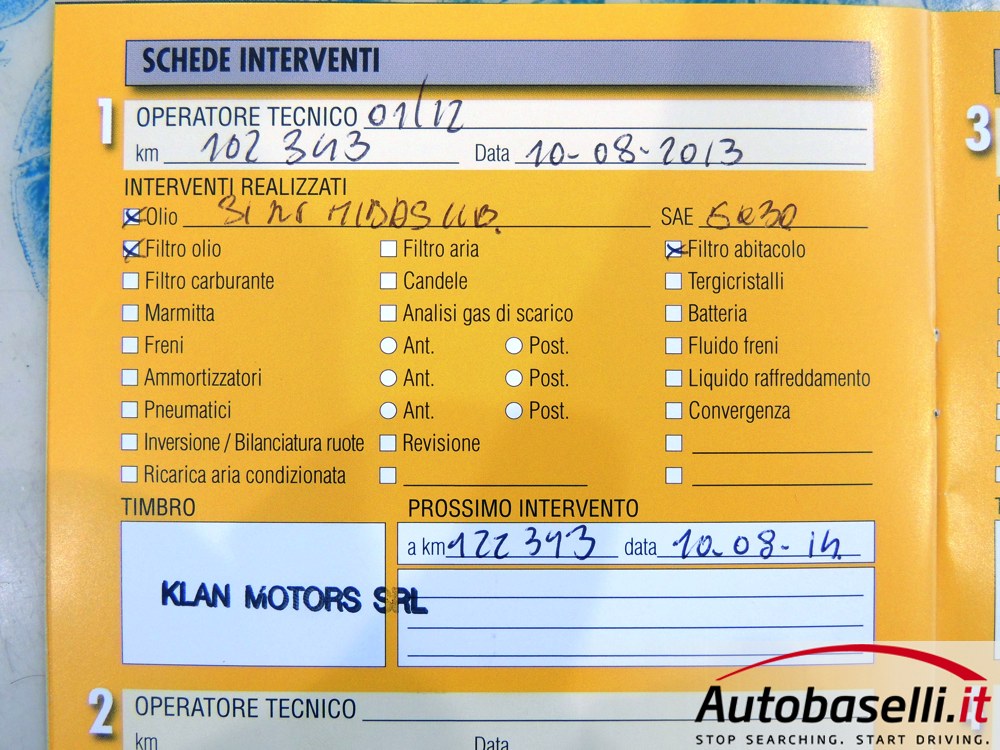 SCHEDE INTERVENTI
1 OPERATORE TECNICO 01/12
km 102 343 Data 10-08-2013
INTERVENTI REALIZZATI
Olio MIDAS SAE 5W30
Filtro olio Filtro aria Filtro abitacolo
Filtro carburante Candele Tergicristalli
Marmitta Analisi gas di scarico Batteria
Freni Ant. Post. Fluido freni
Ammortizzatori Ant. Post. Liquido raffreddamento
Pneumatici Ant. Post. Convergenza
Inversione / Bilanciatura ruote Revisione
Ricarica aria condizionata
TIMBRO PROSSIMO INTERVENTO
a km 122 343 data 10.08-14
KLAN MOTORS SRL
2 OPERATORE TECNICO
km Data
3
Autobaselli.it
STOP SEARCHING. START DRIVING.